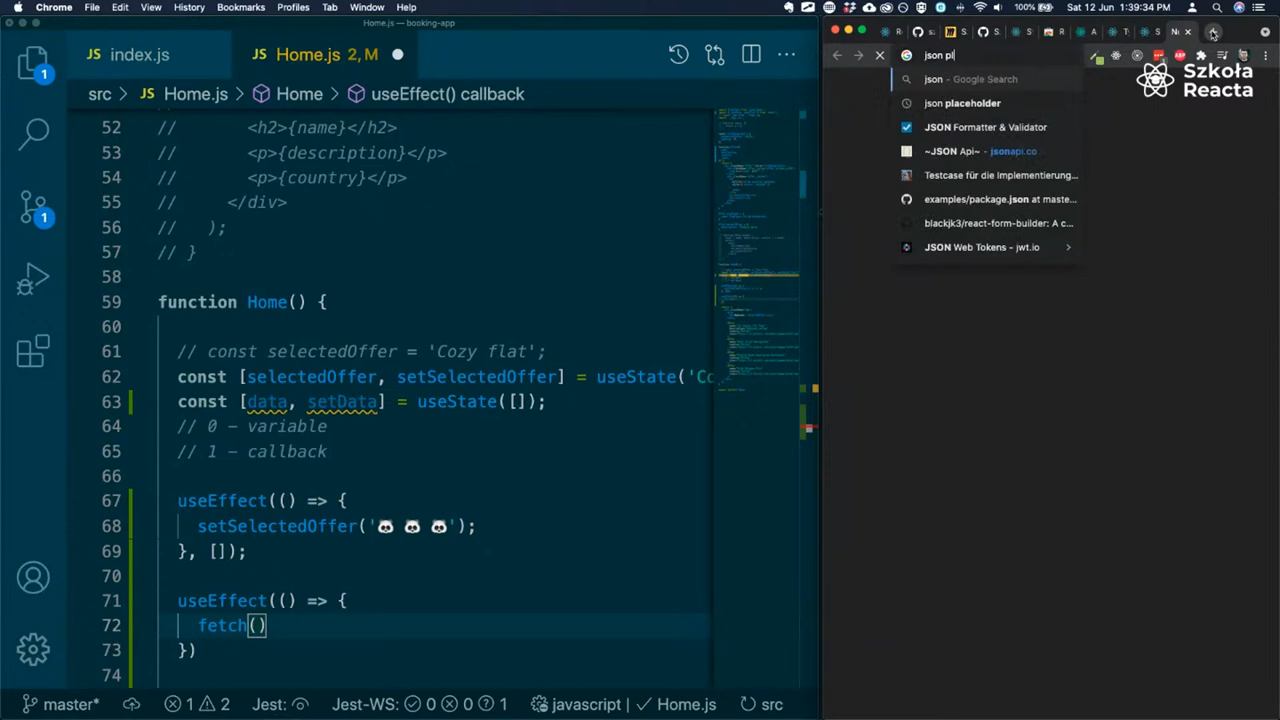 Chrome File Edit View History Bookmarks Profiles Tab Window Help 100% Sat 12 Jun 1:39:34 PM
Home.js — booking-app
JS index.js
JS Home.js 2, M
src > JS Home.js > Home > useEffect() callback
52 // <h2>{name}</h2>
53 // <p>{description}</p>
54 // <p>{country}</p>
55 // </div>
56 // );
57 // }
58
59 function Home() {
60
61 // const selectedOffer = 'Cozy flat';
62 const [selectedOffer, setSelectedOffer] = useState('Co
63 const [data, setData] = useState([]);
64 // 0 - variable
65 // 1 - callback
66
67 useEffect(() => {
68 setSelectedOffer('🐼 🐼 🐼');
69 }, []);
70
71 useEffect(() => {
72 fetch()
73 })
74
1
1
master* 1 2 Jest: Jest-WS: 0 0 1 javascript Home.js src
json pl
json - Google Search
json placeholder
JSON Formatter & Validator
~JSON Api~ - jsonapi.co
Testcase für die Implementierung...
examples/package.json at maste...
blackjk3/react-form-builder: A c...
JSON Web Tokens - jwt.io
Szkoła
Reacta